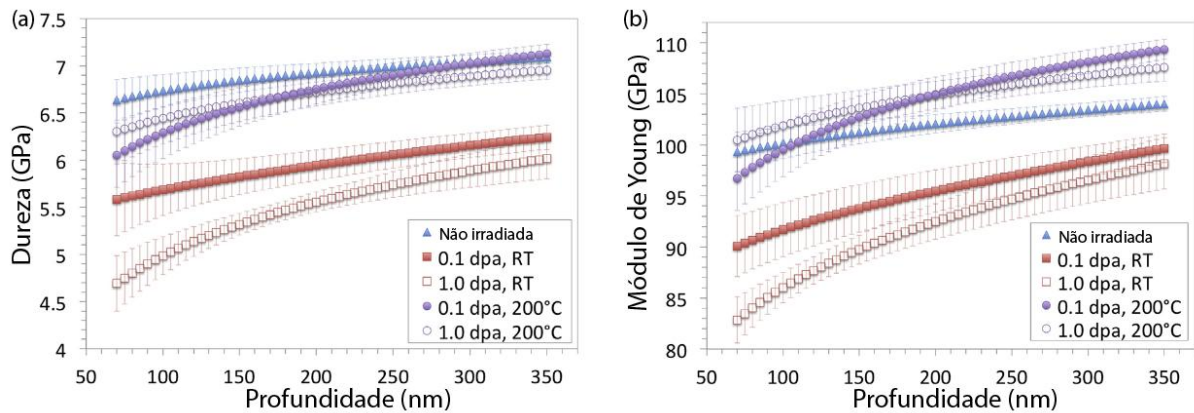 (a)
7.5
7
6.5
6
5.5
5
4.5
4
Dureza (GPa)
Não irradiada
0.1 dpa, RT
1.0 dpa, RT
0.1 dpa, 200°C
1.0 dpa, 200°C
50 100 150 200 250 300 350
Profundidade (nm)
(b)
110
105
100
95
90
85
80
Módulo de Young (GPa)
Não irradiada
0.1 dpa, RT
1.0 dpa, RT
0.1 dpa, 200°C
1.0 dpa, 200°C
50 100 150 200 250 300 350
Profundidade (nm)